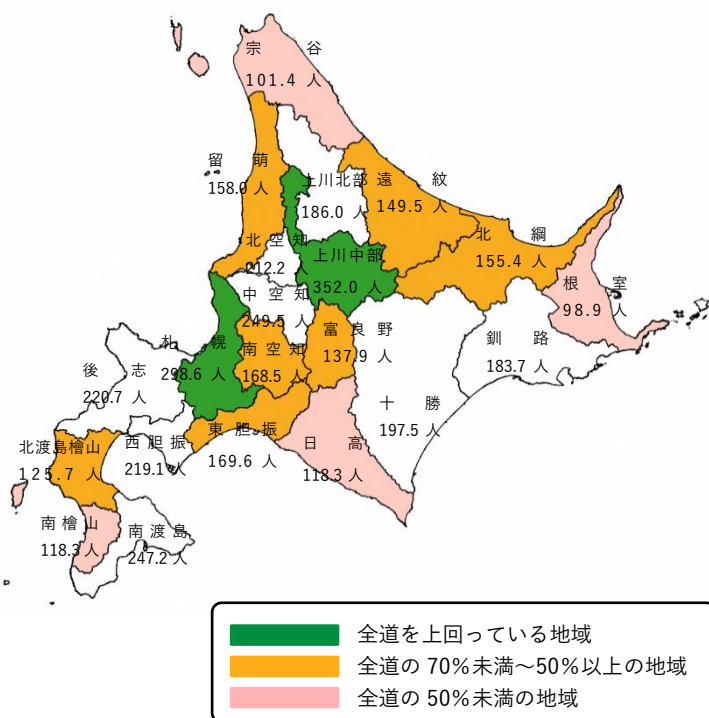 宗谷
101.4 人
留萌
158.0 人
上川北部
186.0 人
遠紋
149.5 人
北網
155.4 人
北空知
212.2 人
上川中部
352.0 人
根室
98.9 人
中空知
249.5 人
富良野
137.9 人
釧路
183.7 人
札幌
298.6 人
南空知
168.5 人
後志
220.7 人
十勝
197.5 人
東胆振
169.6 人
日高
118.3 人
北渡島檜山
125.7 人
西胆振
219.1 人
南檜山
118.3 人
南渡島
247.2 人
全道を上回っている地域
全道の 70%未満~50%以上の地域
全道の 50%未満の地域